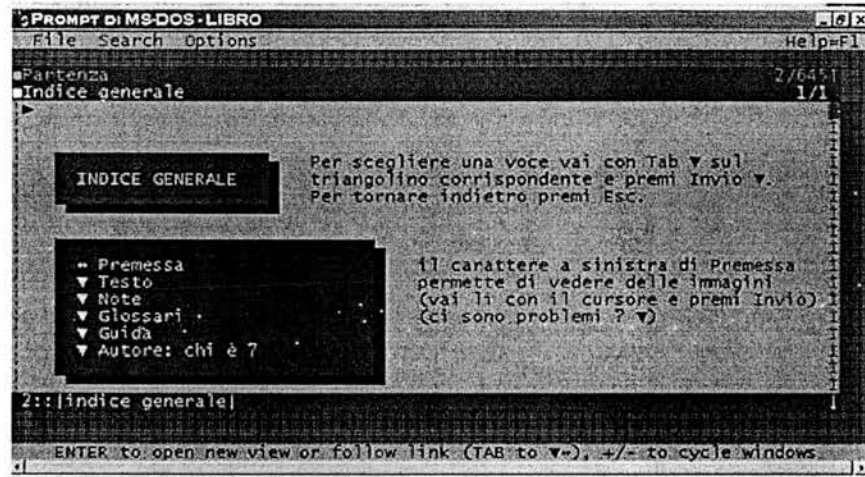 PROMPT DI MS-DOS - LIBRO
File Search Options Help=F1
▪Partenza 2/6451
▪Indice generale 1/1
►
INDICE GENERALE
Per scegliere una voce vai con Tab ▼ sul
triangolino corrispondente e premi Invio ▼.
Per tornare indietro premi Esc.
↔ Premessa
▼ Testo
▼ Note
▼ Glossari
▼ Guida
▼ Autore: chi è ?
il carattere a sinistra di Premessa
permette di vedere delle immagini
(vai lì con il cursore e premi Invio)
(ci sono problemi ? ▼)
2::|indice generale|
ENTER to open new view or follow link (TAB to ▼↔), +/- to cycle windows